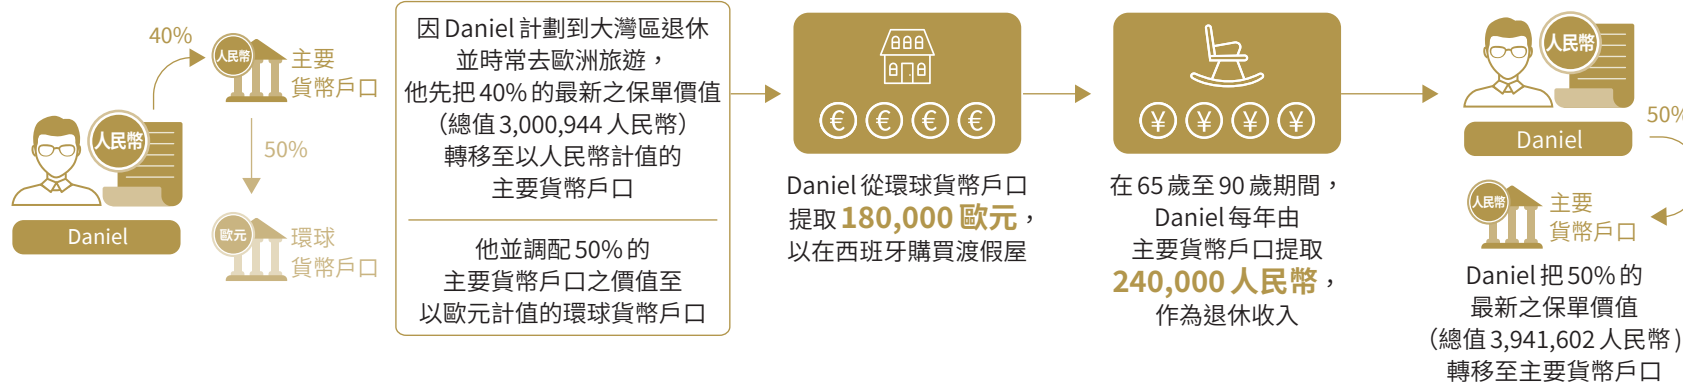 40%
人民幣
主要
貨幣戶口
人民幣
50%
Daniel
歐元
環球
貨幣戶口
因 Daniel 計劃到大灣區退休
並時常去歐洲旅遊，
他先把 40% 的最新之保單價值
（總值 3,000,944 人民幣）
轉移至以人民幣計值的
主要貨幣戶口
他並調配 50% 的
主要貨幣戶口之價值至
以歐元計值的環球貨幣戶口
€ € € €
Daniel 從環球貨幣戶口
提取 180,000 歐元，
以在西班牙購買渡假屋
¥ ¥ ¥ ¥
在 65 歲至 90 歲期間，
Daniel 每年由
主要貨幣戶口提取
240,000 人民幣，
作為退休收入
人民幣
50%
Daniel
人民幣
主要
貨幣戶口
Daniel 把 50% 的
最新之保單價值
（總值 3,941,602 人民幣）
轉移至主要貨幣戶口